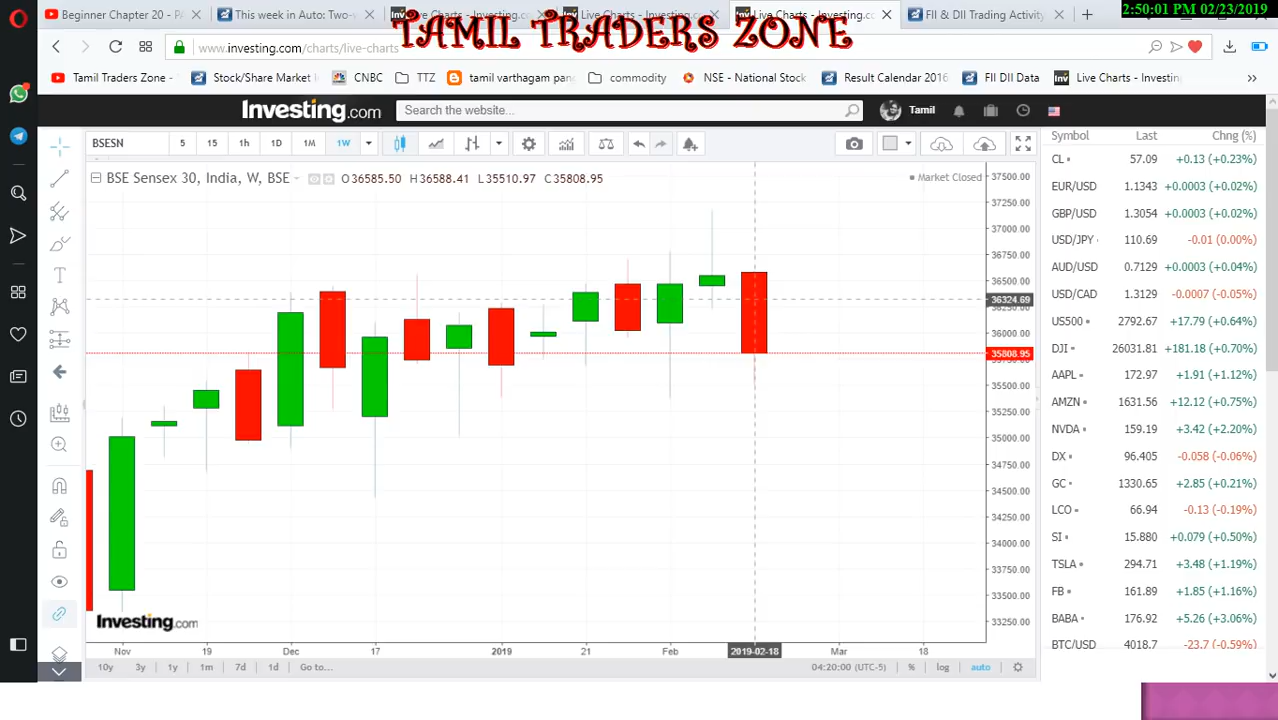 2:50:01 PM 02/23/2019
Beginner Chapter 20 - P
This week in Auto: Two-
Live Charts - Investing.c
Live Charts - Investing.
Live Charts - Investing.c
FII & DII Trading Activity
TAMIL TRADERS ZONE
www.investing.com/charts/live-charts
Tamil Traders Zone -
Stock/Share Market I
CNBC
TTZ
tamil varthagam pan
commodity
NSE - National Stock
Result Calendar 2016
FII DII Data
Live Charts - Investin
Investing.com
Search the website...
Tamil
BSESN
5
15
1h
1D
1M
1W
Symbol
Last
Chng (%)
BSE Sensex 30, India, W, BSE
O36585.50 H36588.41 L35510.97 C35808.95
Market Closed
37500.00
37250.00
37000.00
36750.00
36500.00
36324.69
36000.00
35808.95
35500.00
35250.00
35000.00
34750.00
34500.00
34250.00
34000.00
33750.00
33500.00
33250.00
CL 57.09 +0.13 (+0.23%)
EUR/USD 1.1343 +0.0003 (+0.02%)
GBP/USD 1.3054 +0.0003 (+0.02%)
USD/JPY 110.69 -0.01 (0.00%)
AUD/USD 0.7129 +0.0003 (+0.04%)
USD/CAD 1.3129 -0.0007 (-0.05%)
US500 2792.67 +17.79 (+0.64%)
DJI 26031.81 +181.18 (+0.70%)
AAPL 172.97 +1.91 (+1.12%)
AMZN 1631.56 +12.12 (+0.75%)
NVDA 159.19 +3.42 (+2.20%)
DX 96.405 -0.058 (-0.06%)
GC 1330.65 +2.85 (+0.21%)
LCO 66.94 -0.13 (-0.19%)
SI 15.880 +0.079 (+0.50%)
TSLA 294.71 +3.48 (+1.19%)
FB 161.89 +1.85 (+1.16%)
BABA 176.92 +5.26 (+3.06%)
BTC/USD 4018.7 -23.7 (-0.59%)
Investing.com
Nov
19
Dec
17
2019
21
Feb
2019-02-18
Mar
18
10y
3y
1y
1m
7d
1d
Go to...
04:20:00 (UTC-5)
%
log
auto